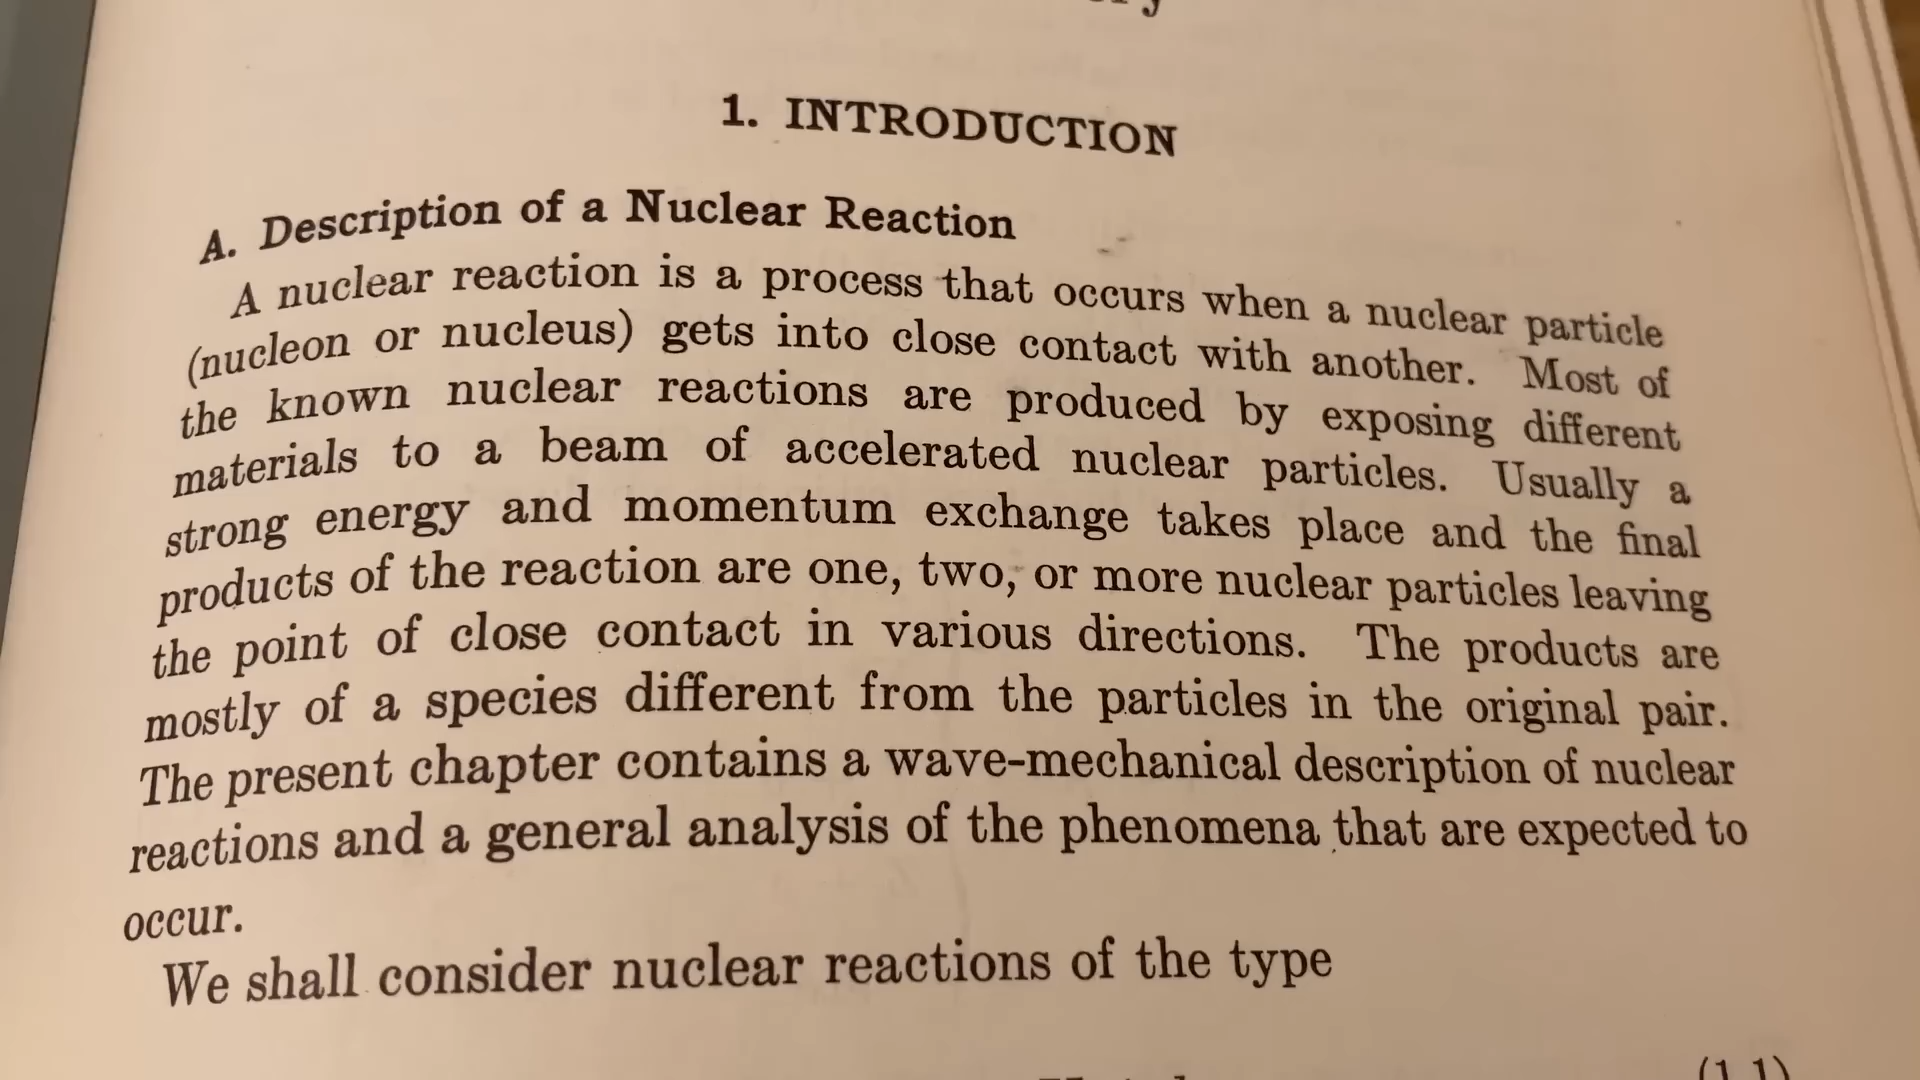 1. INTRODUCTION
A. Description of a Nuclear Reaction
A nuclear reaction is a process that occurs when a nuclear particle
(nucleon or nucleus) gets into close contact with another. Most of
the known nuclear reactions are produced by exposing different
materials to a beam of accelerated nuclear particles. Usually a
strong energy and momentum exchange takes place and the final
products of the reaction are one, two, or more nuclear particles leaving
the point of close contact in various directions. The products are
mostly of a species different from the particles in the original pair.
The present chapter contains a wave-mechanical description of nuclear
reactions and a general analysis of the phenomena that are expected to
occur.
We shall consider nuclear reactions of the type
(1.1)